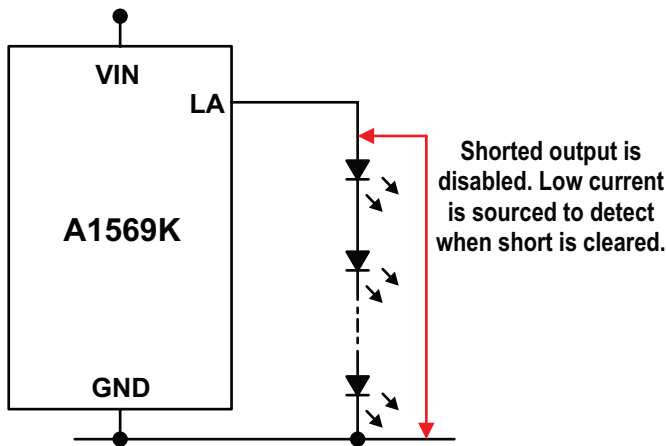 VIN
LA
A1569K
GND
Shorted output is
disabled. Low current
is sourced to detect
when short is cleared.